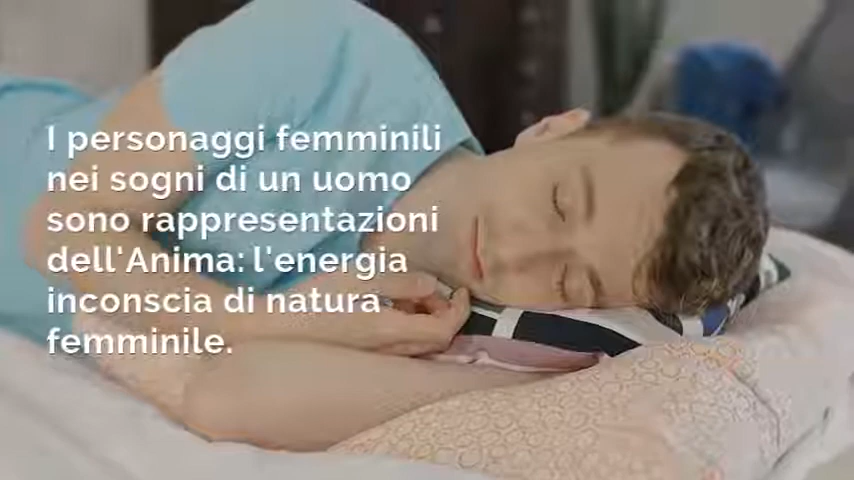 I personaggi femminili
nei sogni di un uomo
sono rappresentazioni
dell'Anima: l'energia
inconscia di natura
femminile.